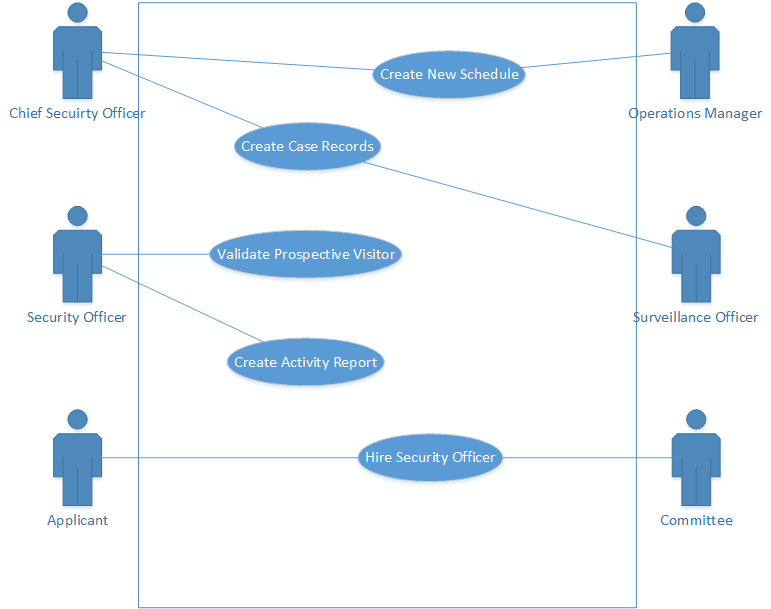 Create New Schedule
Chief Secuirty Officer
Operations Manager
Create Case Records
Validate Prospective Visitor
Security Officer
Surveillance Officer
Create Activity Report
Hire Security Officer
Applicant
Committee